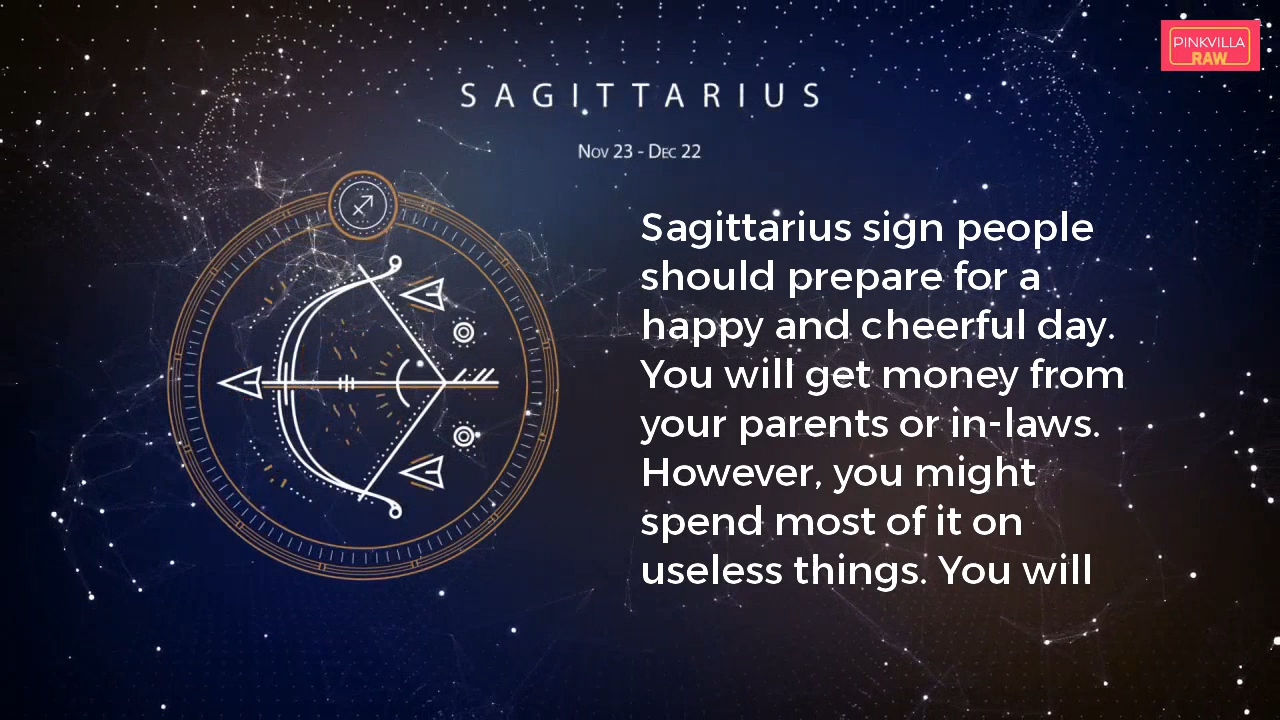 PINKVILLA
RAW
SAGITTARIUS
Nov 23 - Dec 22
Sagittarius sign people
should prepare for a
happy and cheerful day.
You will get money from
your parents or in-laws.
However, you might
spend most of it on
useless things. You will